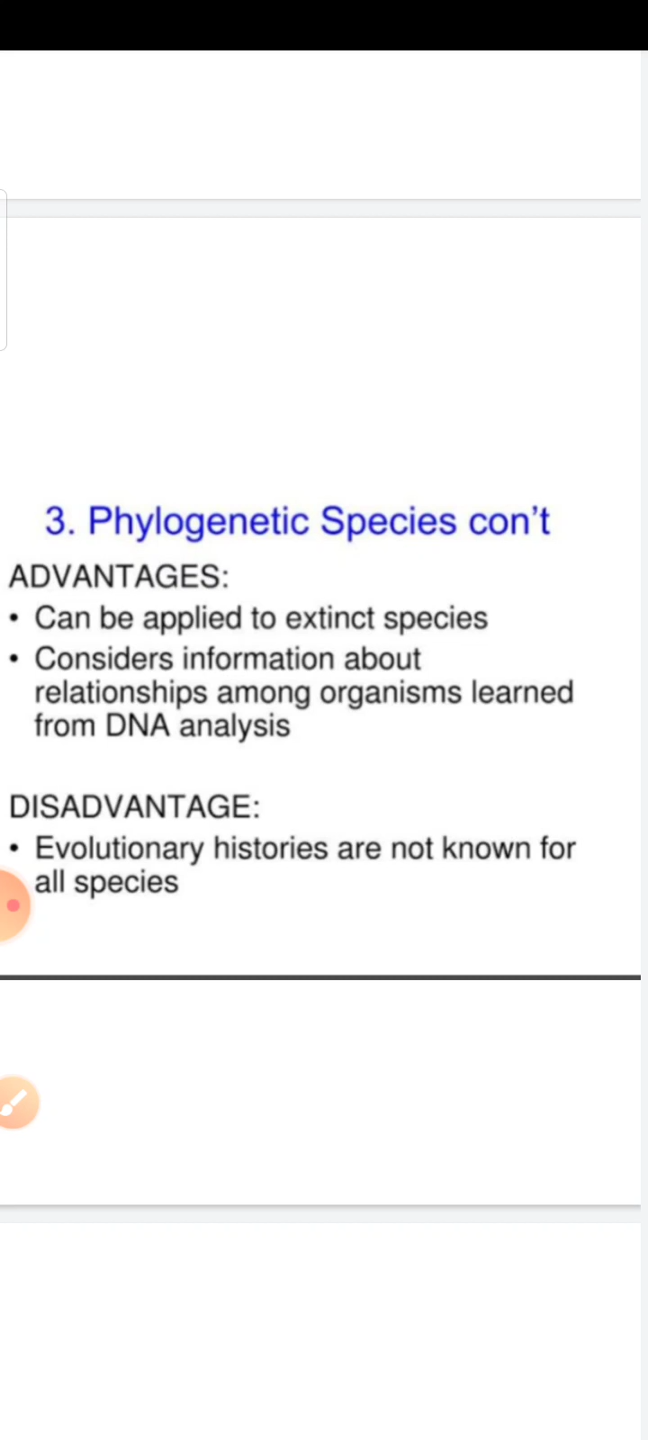 3. Phylogenetic Species con’t
ADVANTAGES:
• Can be applied to extinct species
• Considers information about
relationships among organisms learned
from DNA analysis
DISADVANTAGE:
• Evolutionary histories are not known for
all species